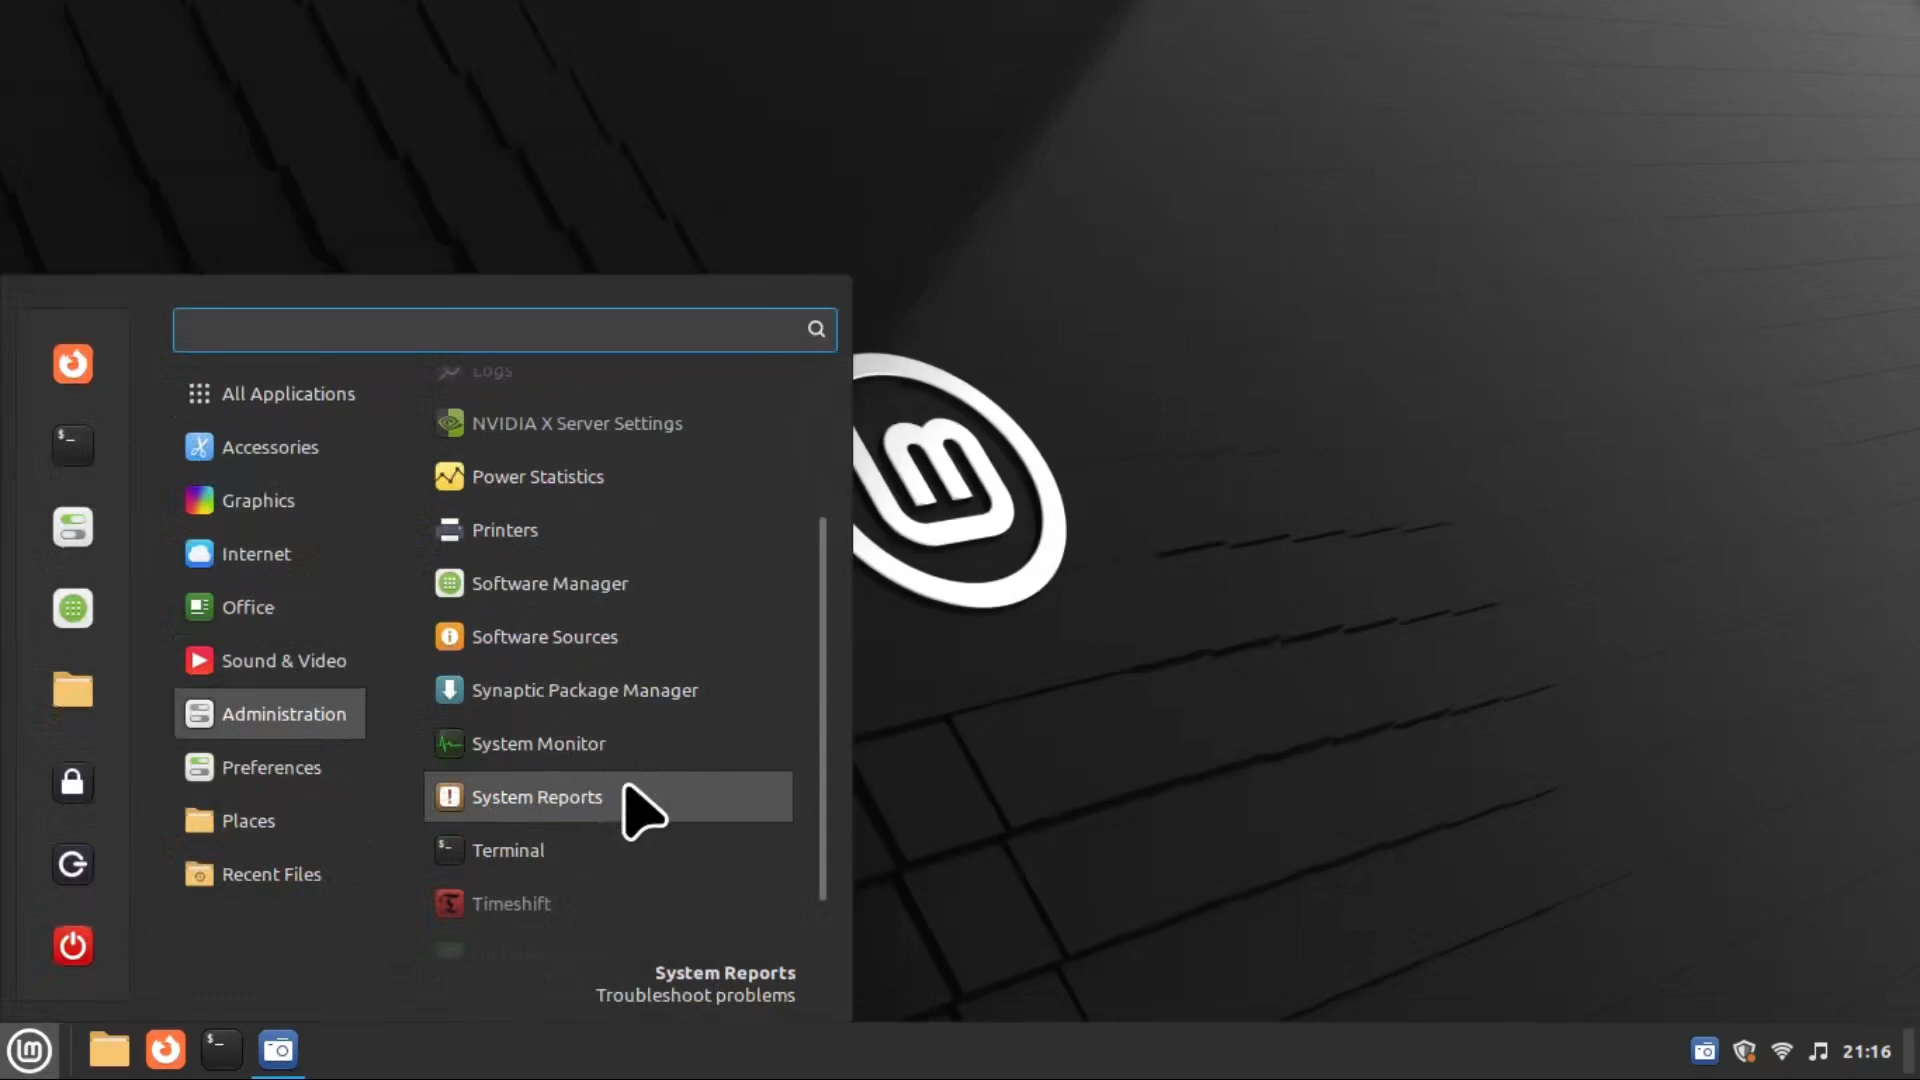 All Applications
Accessories
Graphics
Internet
Office
Sound & Video
Administration
Preferences
Places
Recent Files
Logs
NVIDIA X Server Settings
Power Statistics
Printers
Software Manager
Software Sources
Synaptic Package Manager
System Monitor
System Reports
Terminal
Timeshift
System Reports
Troubleshoot problems
21:16